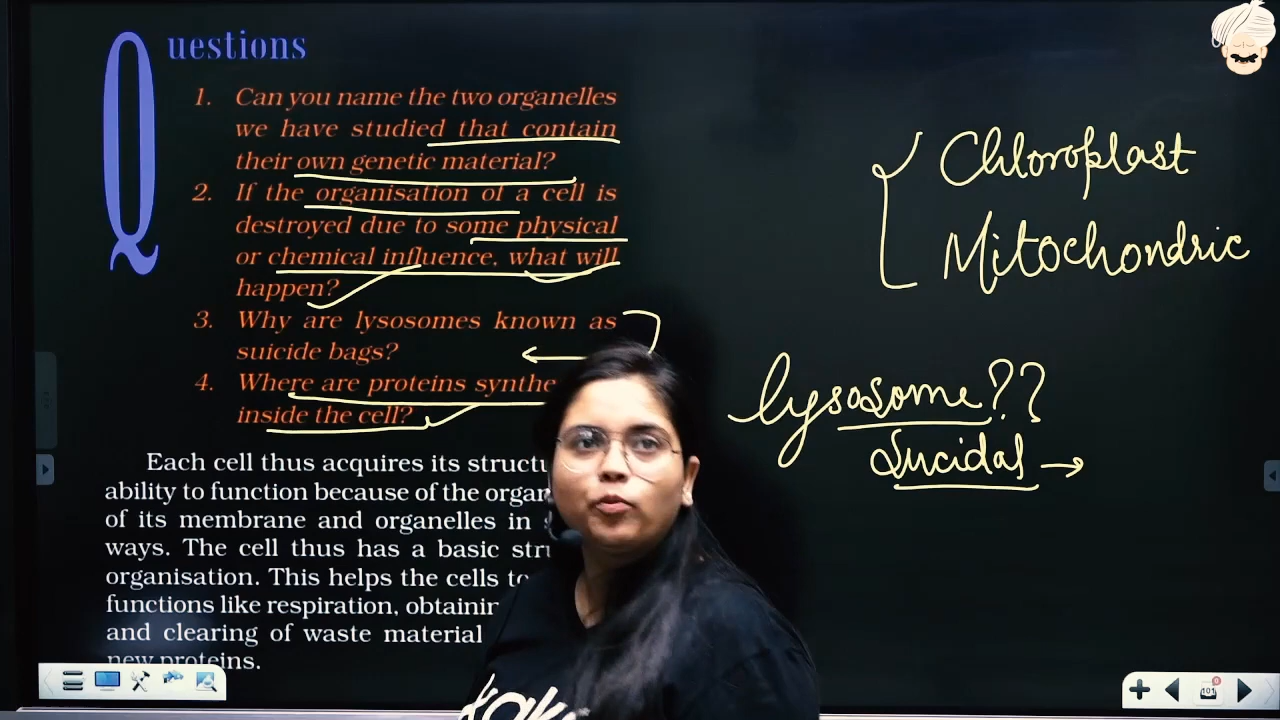 Questions
1. Can you name the two organelles
we have studied that contain
their own genetic material?
2. If the organisation of a cell is
destroyed due to some physical
or chemical influence, what will
happen?
3. Why are lysosomes known as
suicide bags?
4. Where are proteins synthe
inside the cell?
Each cell thus acquires its structu
ability to function because of the organ
of its membrane and organelles in
ways. The cell thus has a basic stru
organisation. This helps the cells to
functions like respiration, obtainin
and clearing of waste material
new proteins.
Chloroplast
Mitochondric
lysosome??
Sucidal →